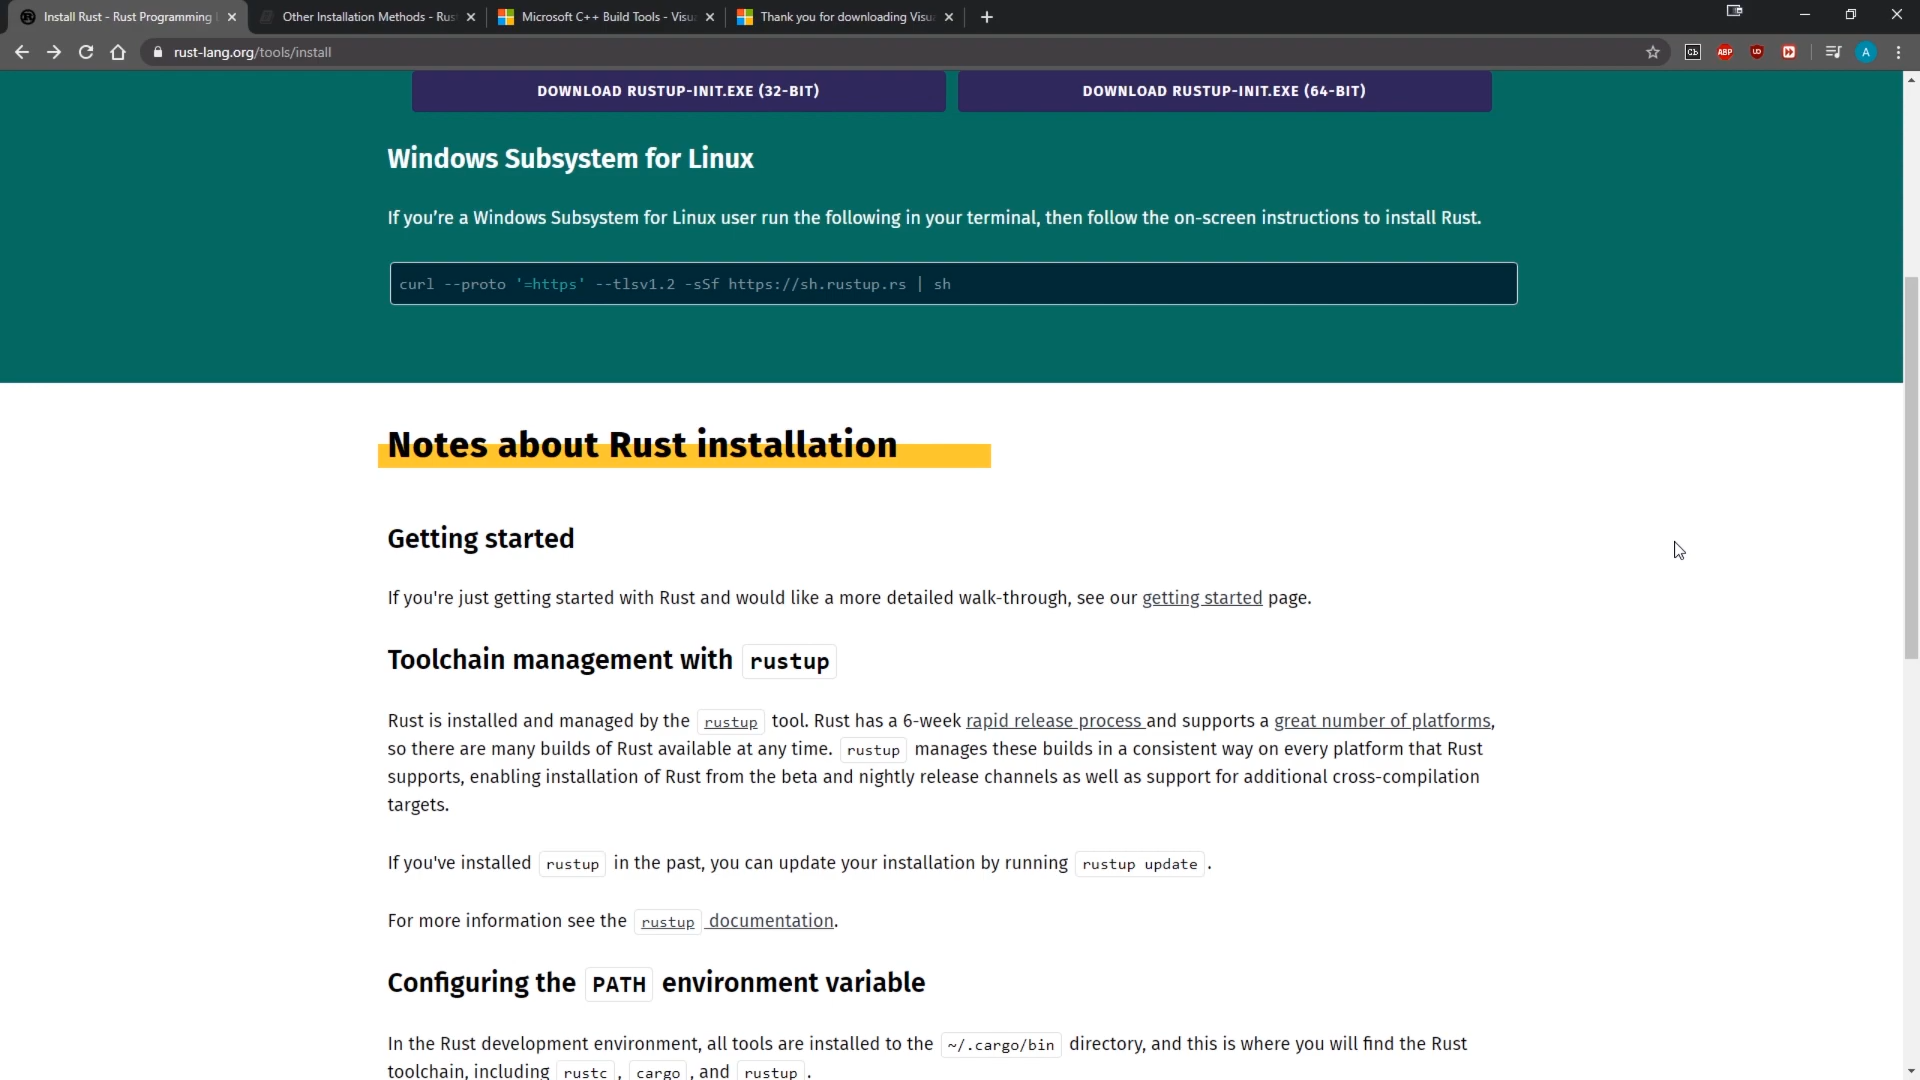 Install Rust - Rust Programming
Other Installation Methods - Rus
Microsoft C++ Build Tools - Visu
Thank you for downloading Visu
rust-lang.org/tools/install
Cb
ABP
UD
A
DOWNLOAD RUSTUP-INIT.EXE (32-BIT)
DOWNLOAD RUSTUP-INIT.EXE (64-BIT)
Windows Subsystem for Linux
If you’re a Windows Subsystem for Linux user run the following in your terminal, then follow the on-screen instructions to install Rust.
curl --proto '=https' --tlsv1.2 -sSf https://sh.rustup.rs | sh
Notes about Rust installation
Getting started
If you're just getting started with Rust and would like a more detailed walk-through, see our getting started page.
Toolchain management with rustup
Rust is installed and managed by the rustup tool. Rust has a 6-week rapid release process and supports a great number of platforms,
so there are many builds of Rust available at any time. rustup manages these builds in a consistent way on every platform that Rust
supports, enabling installation of Rust from the beta and nightly release channels as well as support for additional cross-compilation
targets.
If you've installed rustup in the past, you can update your installation by running rustup update.
For more information see the rustup documentation.
Configuring the PATH environment variable
In the Rust development environment, all tools are installed to the ~/.cargo/bin directory, and this is where you will find the Rust
toolchain, including rustc, cargo, and rustup.